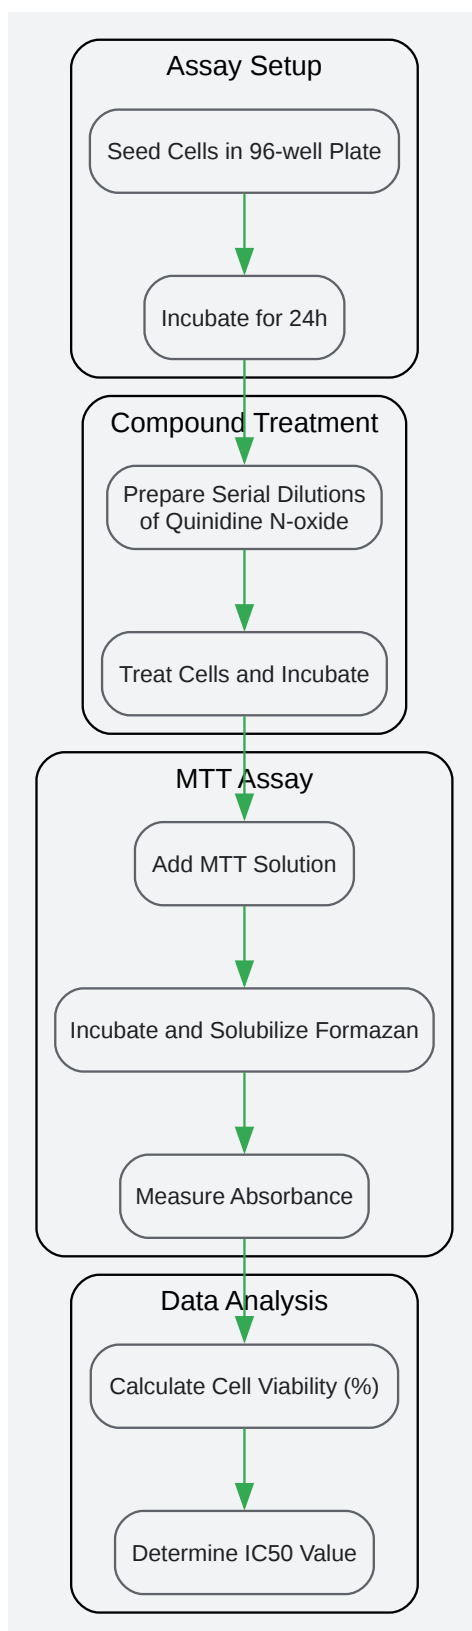 Assay Setup
Seed Cells in 96-well Plate
Incubate for 24h
Compound Treatment
Prepare Serial Dilutions
of Quinidine N-oxide
Treat Cells and Incubate
MTT Assay
Add MTT Solution
Incubate and Solubilize Formazan
Measure Absorbance
Data Analysis
Calculate Cell Viability (%)
Determine IC50 Value